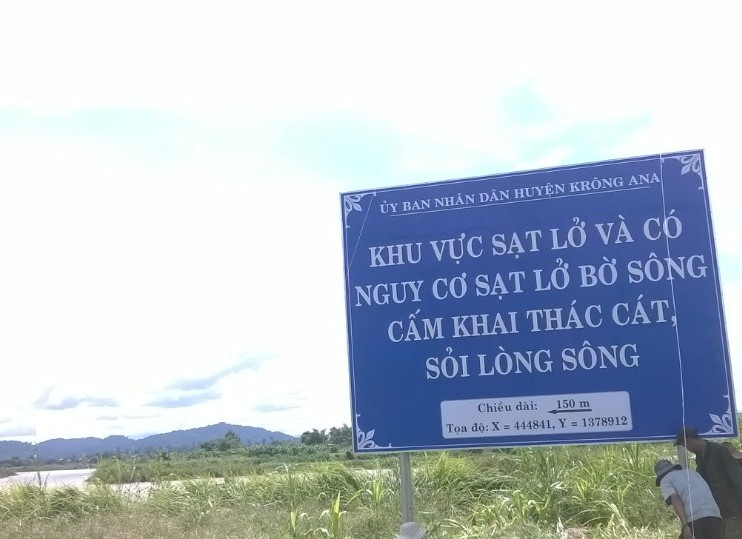 ỦY BAN NHÂN DÂN HUYỆN KRÔNG ANA
KHU VỰC SẠT LỞ VÀ CÓ
NGUY CƠ SẠT LỞ BỜ SÔNG
CẤM KHAI THÁC CÁT,
SỎI LÒNG SÔNG
Chiều dài: 150 m
Tọa độ: X = 444841, Y = 1378912